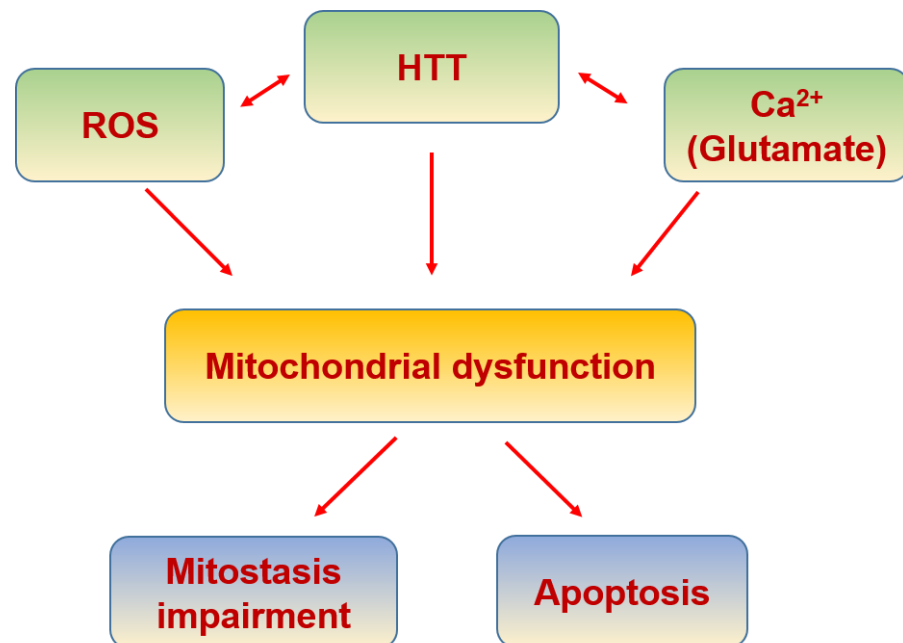 HTT
ROS
Ca²⁺
(Glutamate)
Mitochondrial dysfunction
Mitostasis
impairment
Apoptosis